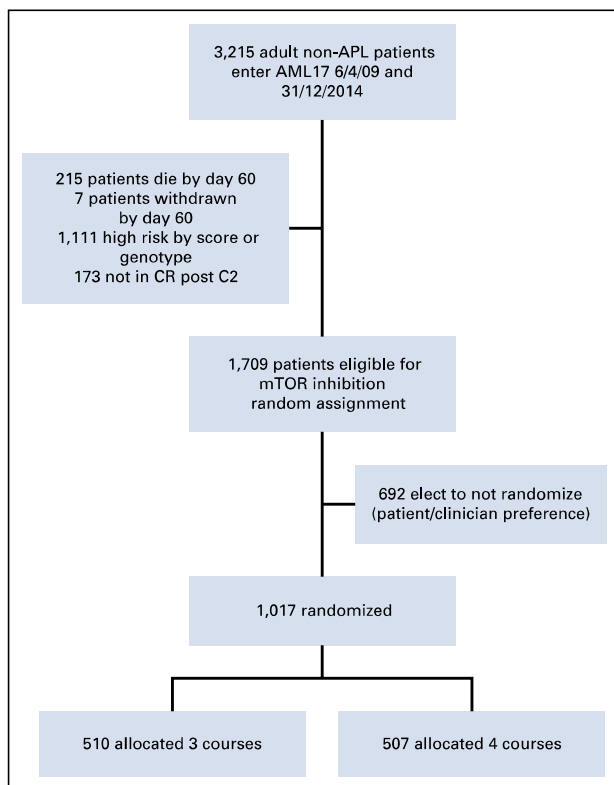 3,215 adult non-APL patients
enter AML17 6/4/09 and
31/12/2014
215 patients die by day 60
7 patients withdrawn
by day 60
1,111 high risk by score or
genotype
173 not in CR post C2
1,709 patients eligible for
mTOR inhibition
random assignment
692 elect to not randomize
(patient/clinician preference)
1,017 randomized
510 allocated 3 courses
507 allocated 4 courses